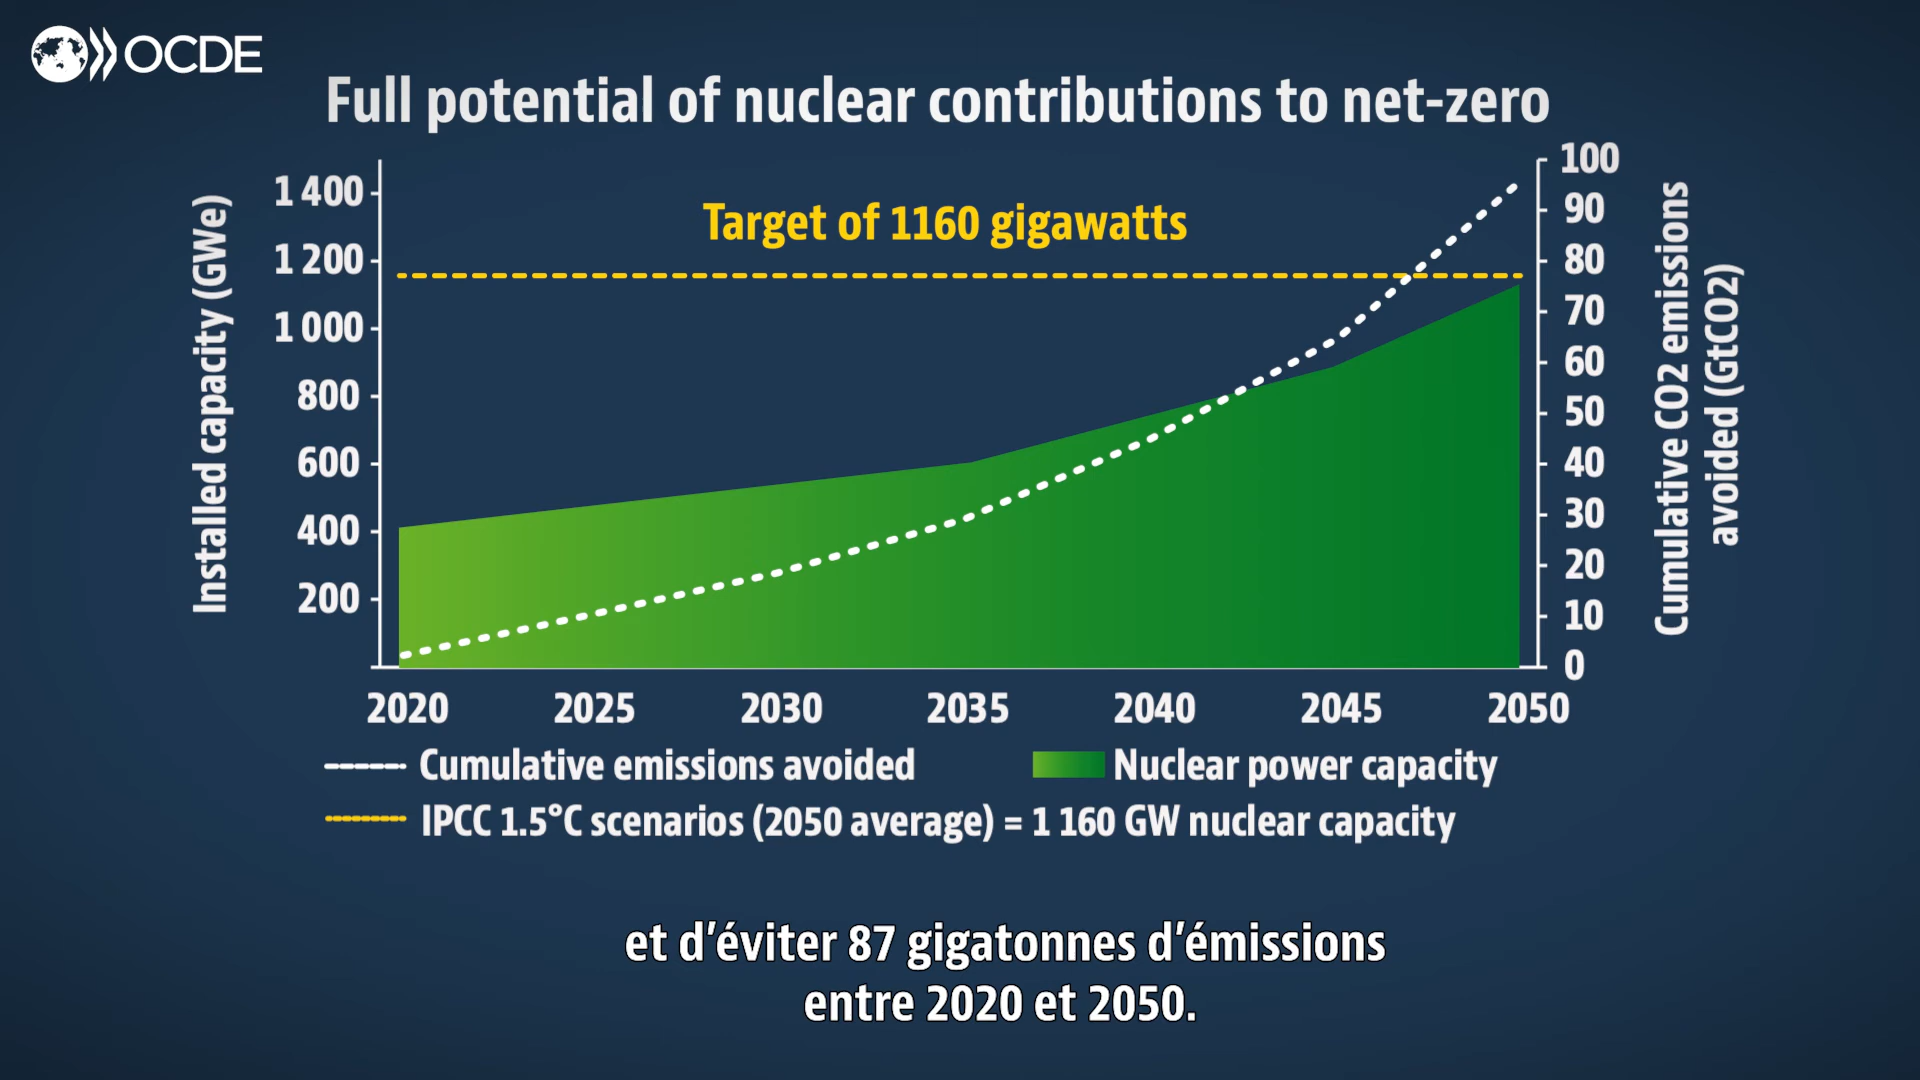 OCDE
Full potential of nuclear contributions to net-zero
Installed capacity (GWe)
1 400
1 200
1 000
800
600
400
200
Target of 1160 gigawatts
100
90
80
70
60
50
40
30
20
10
0
Cumulative CO2 emissions
avoided (GtCO2)
2020 2025 2030 2035 2040 2045 2050
Cumulative emissions avoided
Nuclear power capacity
IPCC 1.5°C scenarios (2050 average) = 1 160 GW nuclear capacity
et d'éviter 87 gigatonnes d'émissions
entre 2020 et 2050.